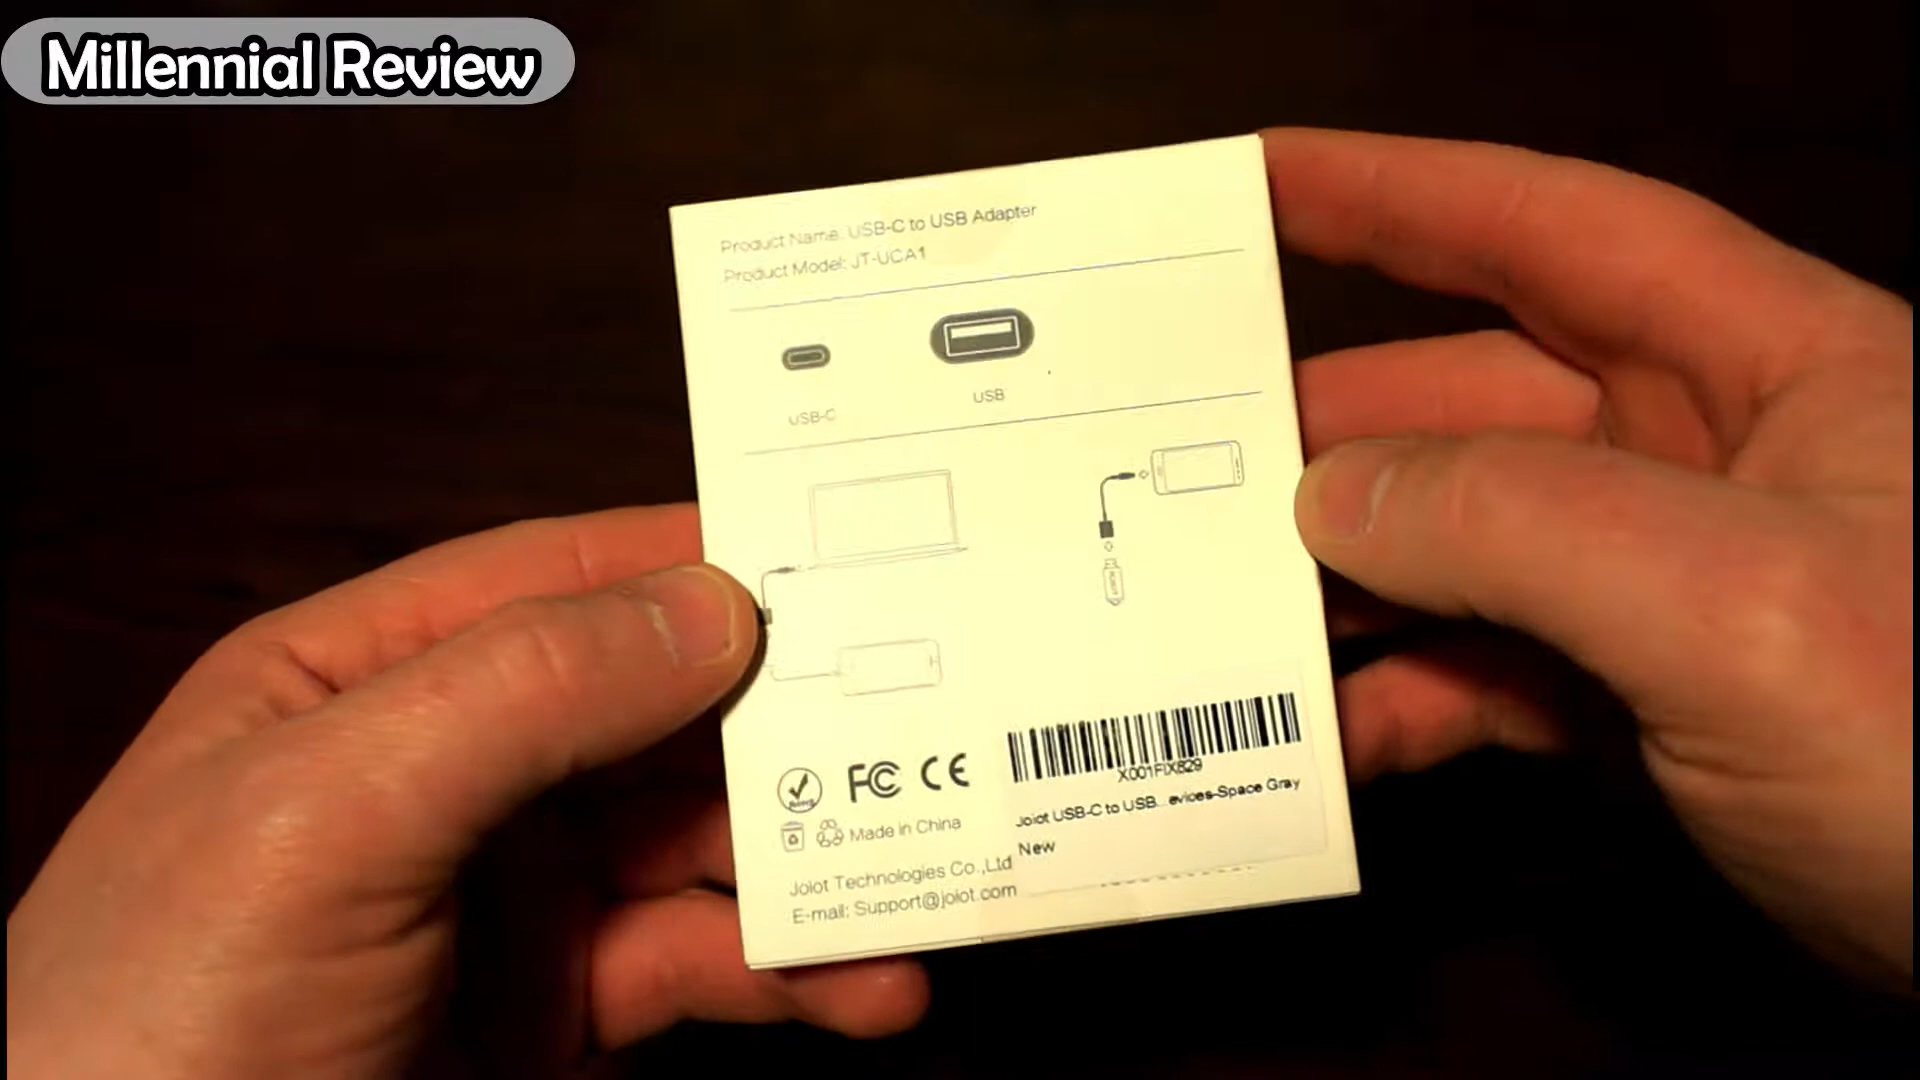 Millennial Review
Product Name: USB-C to USB Adapter
Product Model: JT-UCA1
USB-C
USB
FC CE
X001FIX829
Joiot USB-C to USB...evices-Space Gray
New
Made in China
Joiot Technologies Co.,Ltd
E-mail: Support@joiot.com